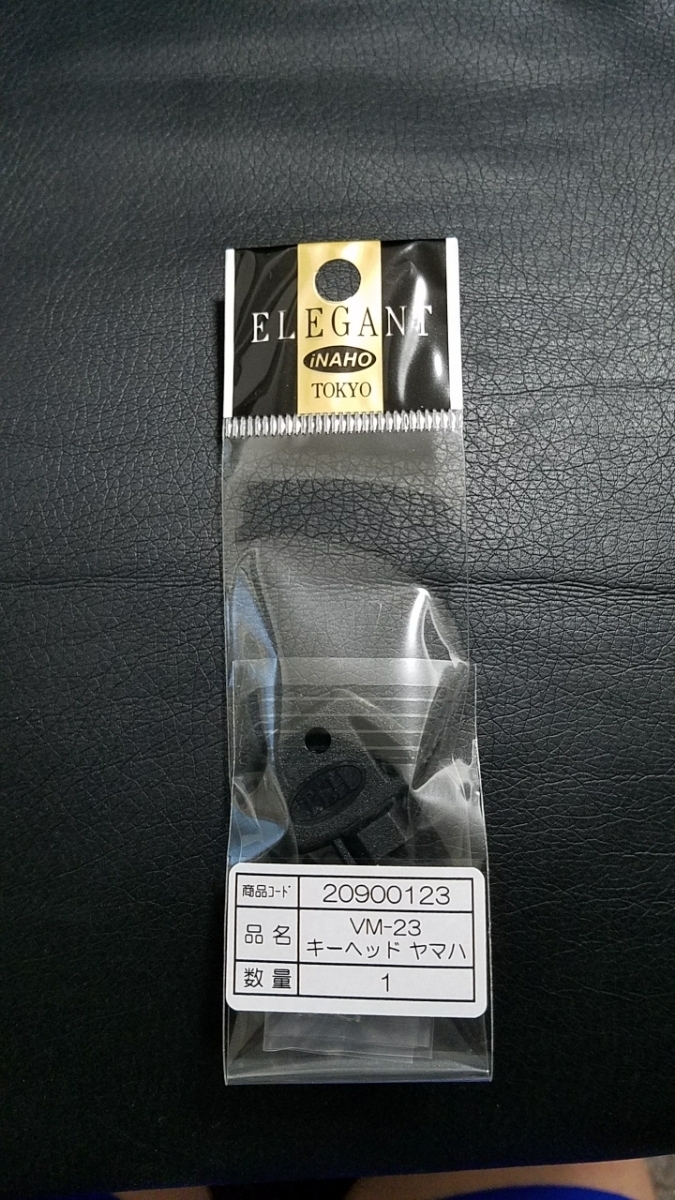 ELEGANT
iNAHO
TOKYO
商品ｺｰﾄﾞ 20900123
品名 VM-23
キーヘッド ヤマハ
数量 1